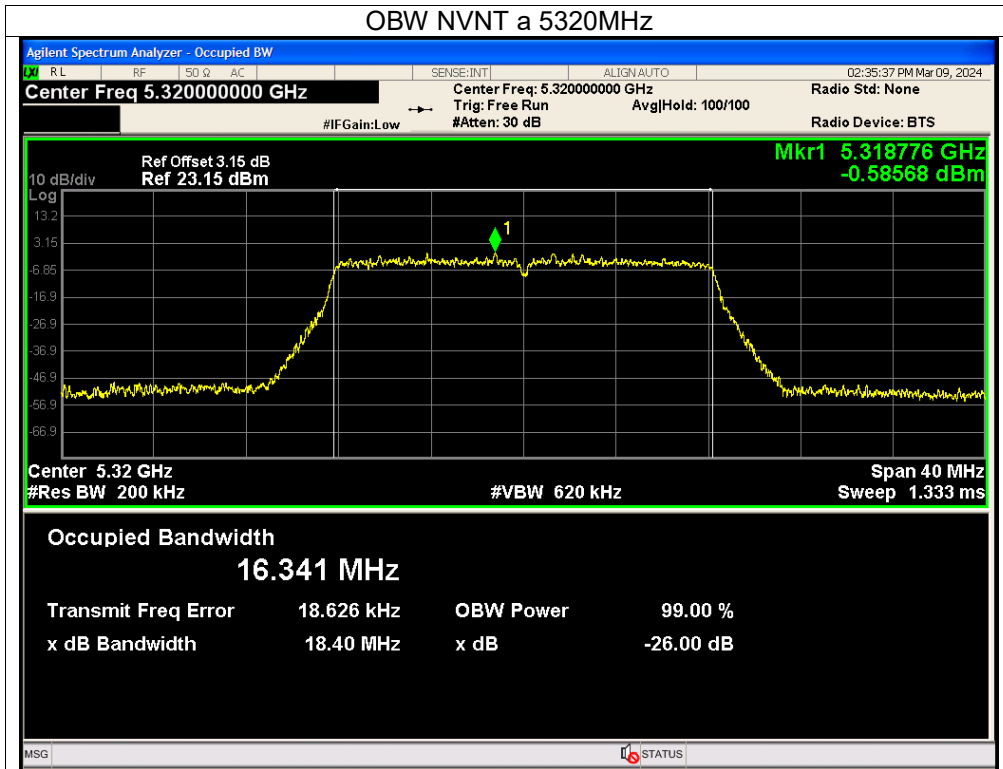 OBW NVNT a 5320MHz
Agilent Spectrum Analyzer - Occupied BW
LXI RL RF 50 Ω AC SENSE:INT ALIGN AUTO 02:35:37 PM Mar 09, 2024
Center Freq 5.320000000 GHz Center Freq: 5.320000000 GHz Radio Std: None
Trig: Free Run Avg|Hold: 100/100
#IFGain:Low #Atten: 30 dB Radio Device: BTS
Mkr1 5.318776 GHz
-0.58568 dBm
Ref Offset 3.15 dB
10 dB/div Ref 23.15 dBm
Log
13.2
1
3.15
-6.85
-16.9
-26.9
-36.9
-46.9
-56.9
-66.9
Center 5.32 GHz Span 40 MHz
#Res BW 200 kHz #VBW 620 kHz Sweep 1.333 ms
Occupied Bandwidth
16.341 MHz
Transmit Freq Error 18.626 kHz OBW Power 99.00 %
x dB Bandwidth 18.40 MHz x dB -26.00 dB
MSG STATUS